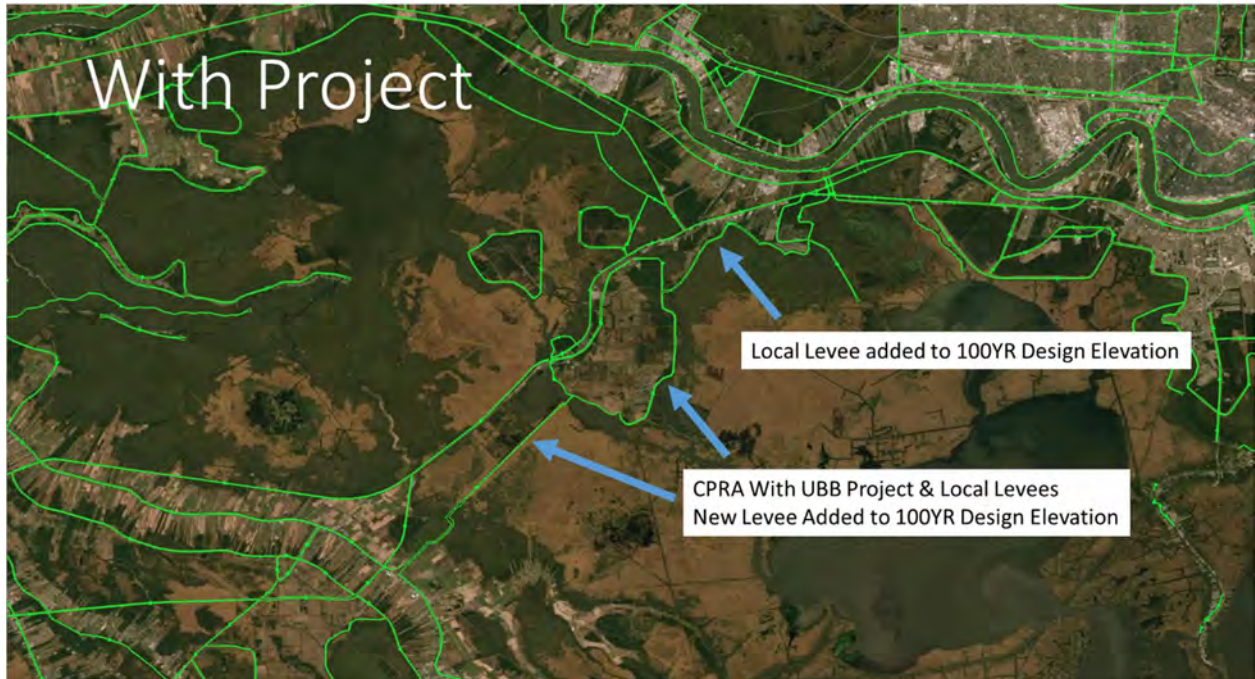 With Project
Local Levee added to 100YR Design Elevation
CPRA With UBB Project & Local Levees
New Levee Added to 100YR Design Elevation